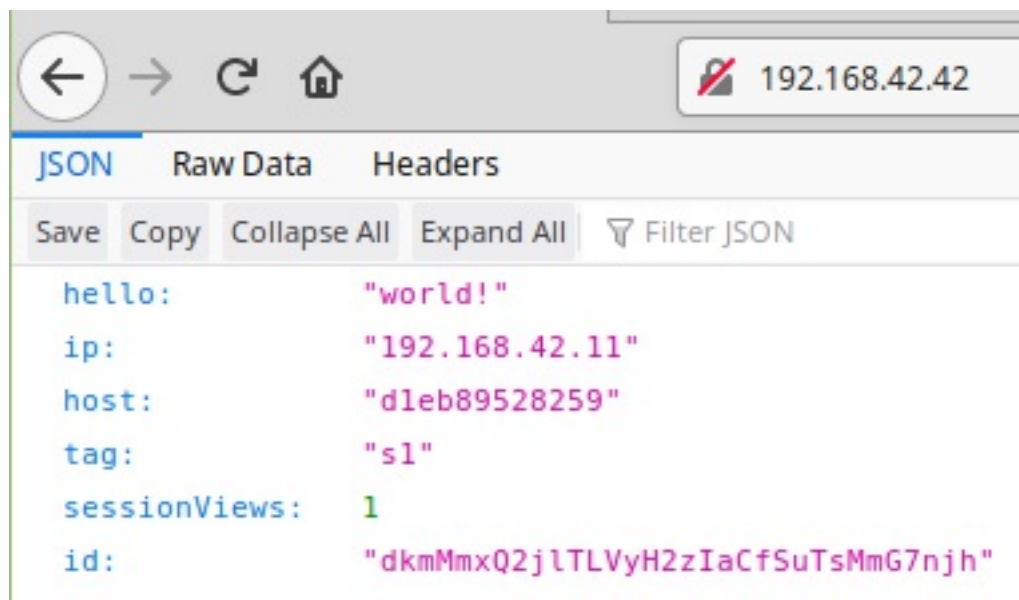 192.168.42.42
JSON Raw Data Headers
Save Copy Collapse All Expand All Filter JSON
hello: "world!"
ip: "192.168.42.11"
host: "d1eb89528259"
tag: "s1"
sessionViews: 1
id: "dkmMmxQ2jlTLVyH2zIaCfSuTsMmG7njh"